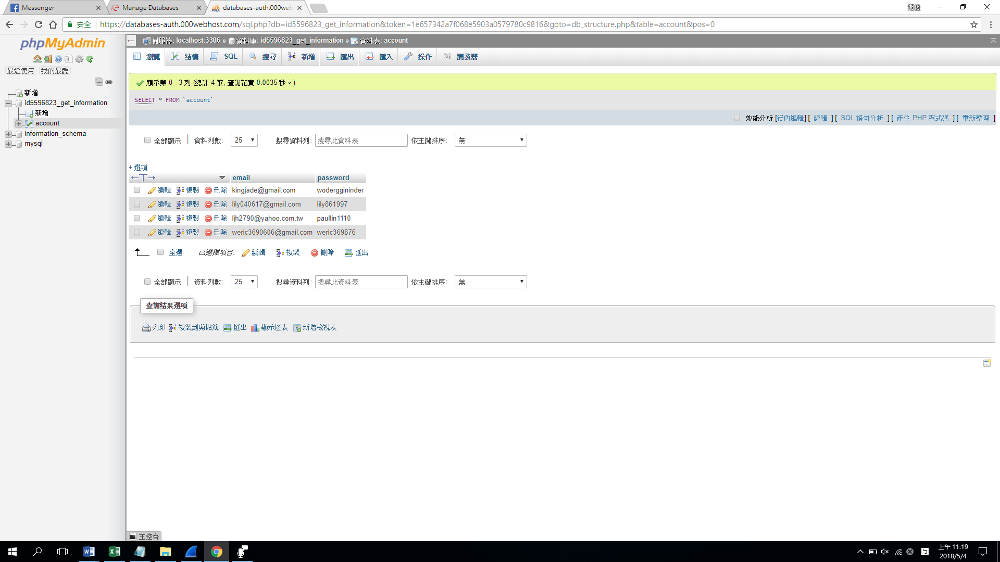 Messenger
Manage Databases
databases-auth.000web
湘俊
安全
https://databases-auth.000webhost.com/sql.php?db=id5596823_get_information&token=1e657342a7f068e5903a0579780c9816&goto=db_structure.php&table=account&pos=0
phpMyAdmin
最近使用 我的最愛
新增
id5596823_get_information
新增
account
information_schema
mysql
伺服器: localhost:3306 » 資料庫: id5596823_get_information » 資料表: account
瀏覽 結構 SQL 搜尋 新增 匯出 匯入 操作 觸發器
顯示第 0 - 3 列 (總計 4 筆, 查詢花費 0.0035 秒。)
SELECT * FROM `account`
效能分析 [行內編輯] [ 編輯 ] [ SQL 語句分析 ] [ 產生 PHP 程式碼 ] [ 重新整理 ]
全部顯示 | 資料列數: 25 搜尋資料列: 搜尋此資料表 依主鍵排序: 無
+ 選項
←T→ email password
編輯 複製 刪除 kingjade@gmail.com woderggininder
編輯 複製 刪除 lily040617@gmail.com lily861997
編輯 複製 刪除 ljh2790@yahoo.com.tw paullin1110
編輯 複製 刪除 weric3690606@gmail.com weric369876
全選 已選擇項目: 編輯 複製 刪除 匯出
全部顯示 | 資料列數: 25 搜尋資料列: 搜尋此資料表 依主鍵排序: 無
查詢結果選項
列印 複製到剪貼簿 匯出 顯示圖表 新增檢視表
主控台
上午 11:19
2018/5/4